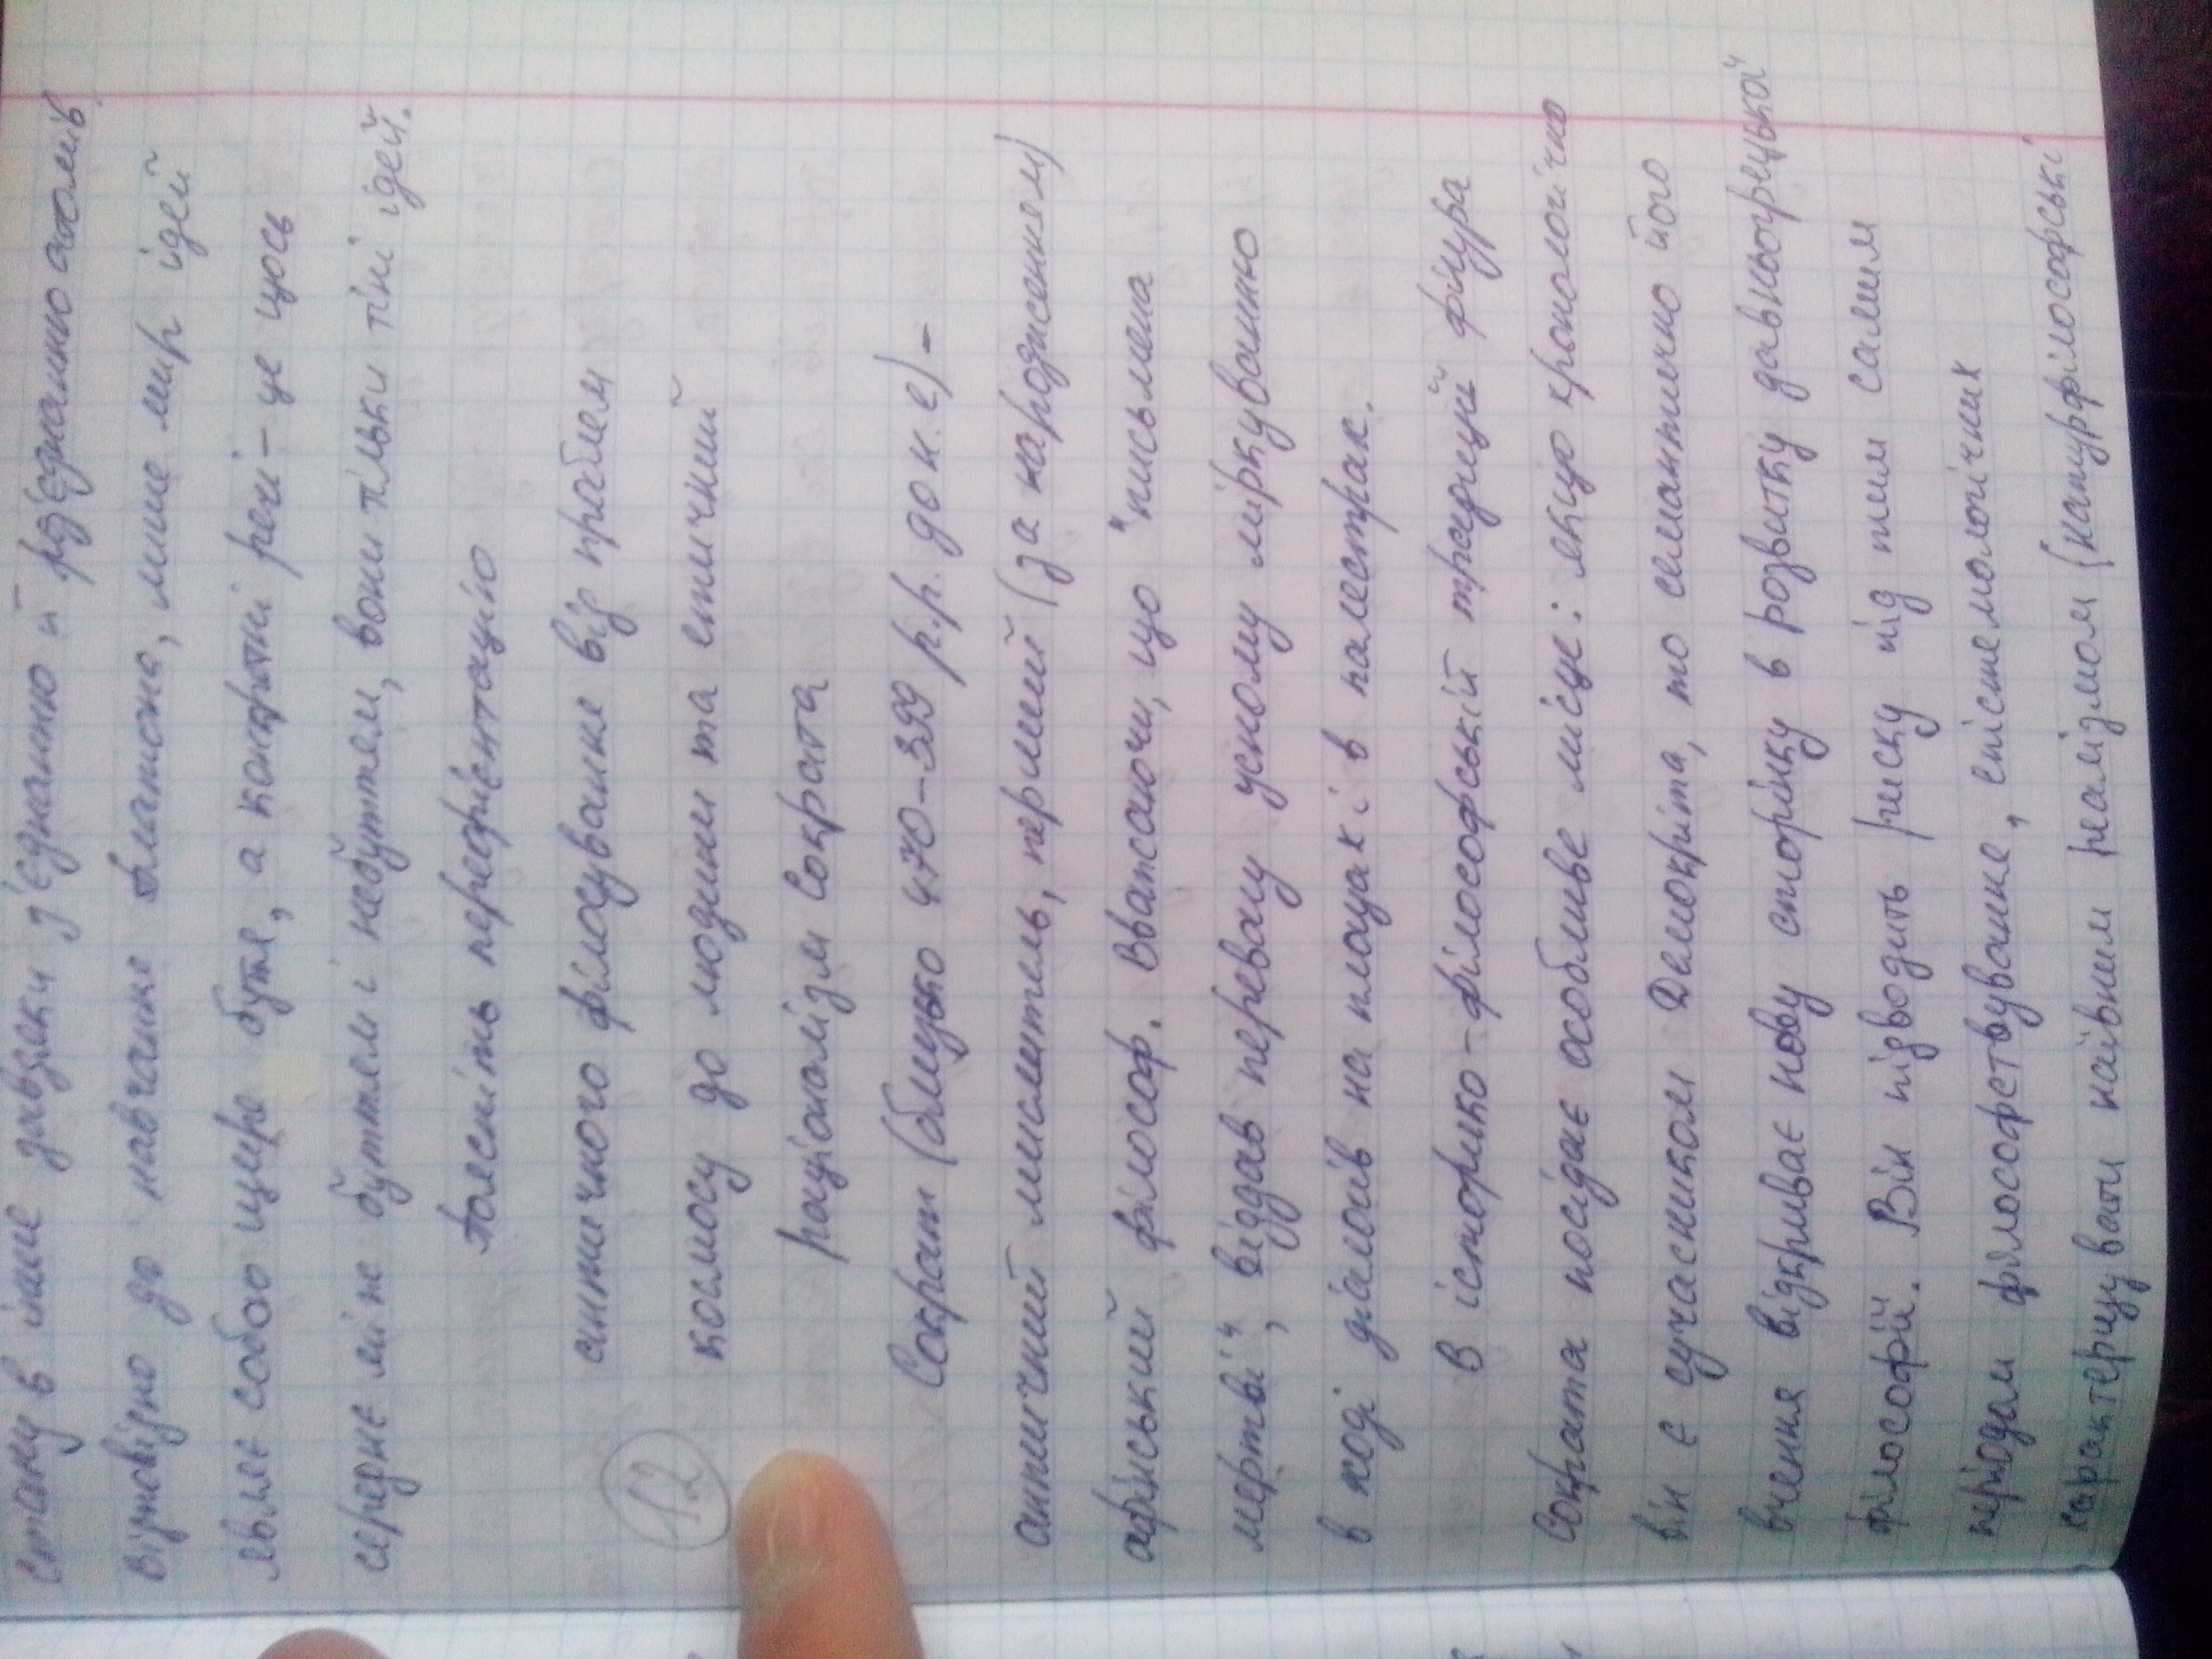 стану в інше завдяки з'єднанню й роз'єднанню атомів.
Відповідно до навчання Платона, лише мир ідей
являє собою щире буття, а конкретні речі - це щось
середнє між буттям і небуттям, вони тільки тіні ідей.
Поясніть переорієнтацію
античного філосування від проблем
12
космосу до людини та етичний
раціоналізм Сократа
Сократ (близько 470-399 р.р. до н.е) -
античний мислитель, перший (за народженням)
афінський філософ. Вважаючи, що "письмена
мертві", віддав перевагу усному міркуванню
в ході діалогів на площах і в палестрах.
В історико-філософській традиції фігура
Сократа посідає особливе місце: якщо хронологічно
він є сучасником Демокріта, то семантично його
вчення відкриває нову сторінку в розвитку давньогрецької
філософії. Він підводить риску під тим самим
періодом філософствування, епістемологічних
характеризувати наївним реалізмом (натурфілософські